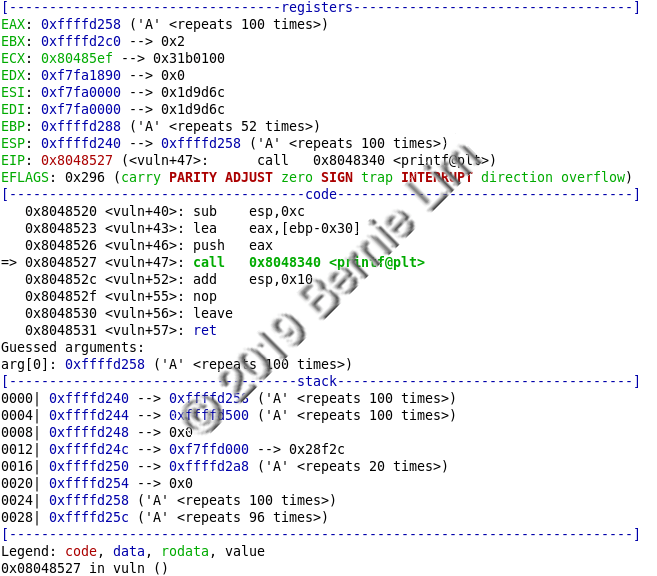 [----------------------------------registers-----------------------------------]
EAX: 0xffffd258 ('A' <repeats 100 times>)
EBX: 0xffffd2c0 --> 0x2
ECX: 0x80485ef --> 0x31b0100
EDX: 0xf7fa1890 --> 0x0
ESI: 0xf7fa0000 --> 0x1d9d6c
EDI: 0xf7fa0000 --> 0x1d9d6c
EBP: 0xffffd288 ('A' <repeats 52 times>)
ESP: 0xffffd240 --> 0xffffd258 ('A' <repeats 100 times>)
EIP: 0x8048527 (<vuln+47>: call 0x8048340 <printf@plt>)
EFLAGS: 0x296 (carry PARITY ADJUST zero SIGN trap INTERRUPT direction overflow)
[-------------------------------------code-------------------------------------]
0x8048520 <vuln+40>: sub esp,0xc
0x8048523 <vuln+43>: lea eax,[ebp-0x30]
0x8048526 <vuln+46>: push eax
=> 0x8048527 <vuln+47>: call 0x8048340 <printf@plt>
0x804852c <vuln+52>: add esp,0x10
0x804852f <vuln+55>: nop
0x8048530 <vuln+56>: leave
0x8048531 <vuln+57>: ret
Guessed arguments:
arg[0]: 0xffffd258 ('A' <repeats 100 times>)
[------------------------------------stack-------------------------------------]
0000| 0xffffd240 --> 0xffffd258 ('A' <repeats 100 times>)
0004| 0xffffd244 --> 0xffffd500 ('A' <repeats 100 times>)
0008| 0xffffd248 --> 0x0
0012| 0xffffd24c --> 0xf7ffd000 --> 0x28f2c
0016| 0xffffd250 --> 0xffffd2a8 ('A' <repeats 20 times>)
0020| 0xffffd254 --> 0x0
0024| 0xffffd258 ('A' <repeats 100 times>)
0028| 0xffffd25c ('A' <repeats 96 times>)
[------------------------------------------------------------------------------]
Legend: code, data, rodata, value
0x08048527 in vuln ()
© 2019 Bernie Lim